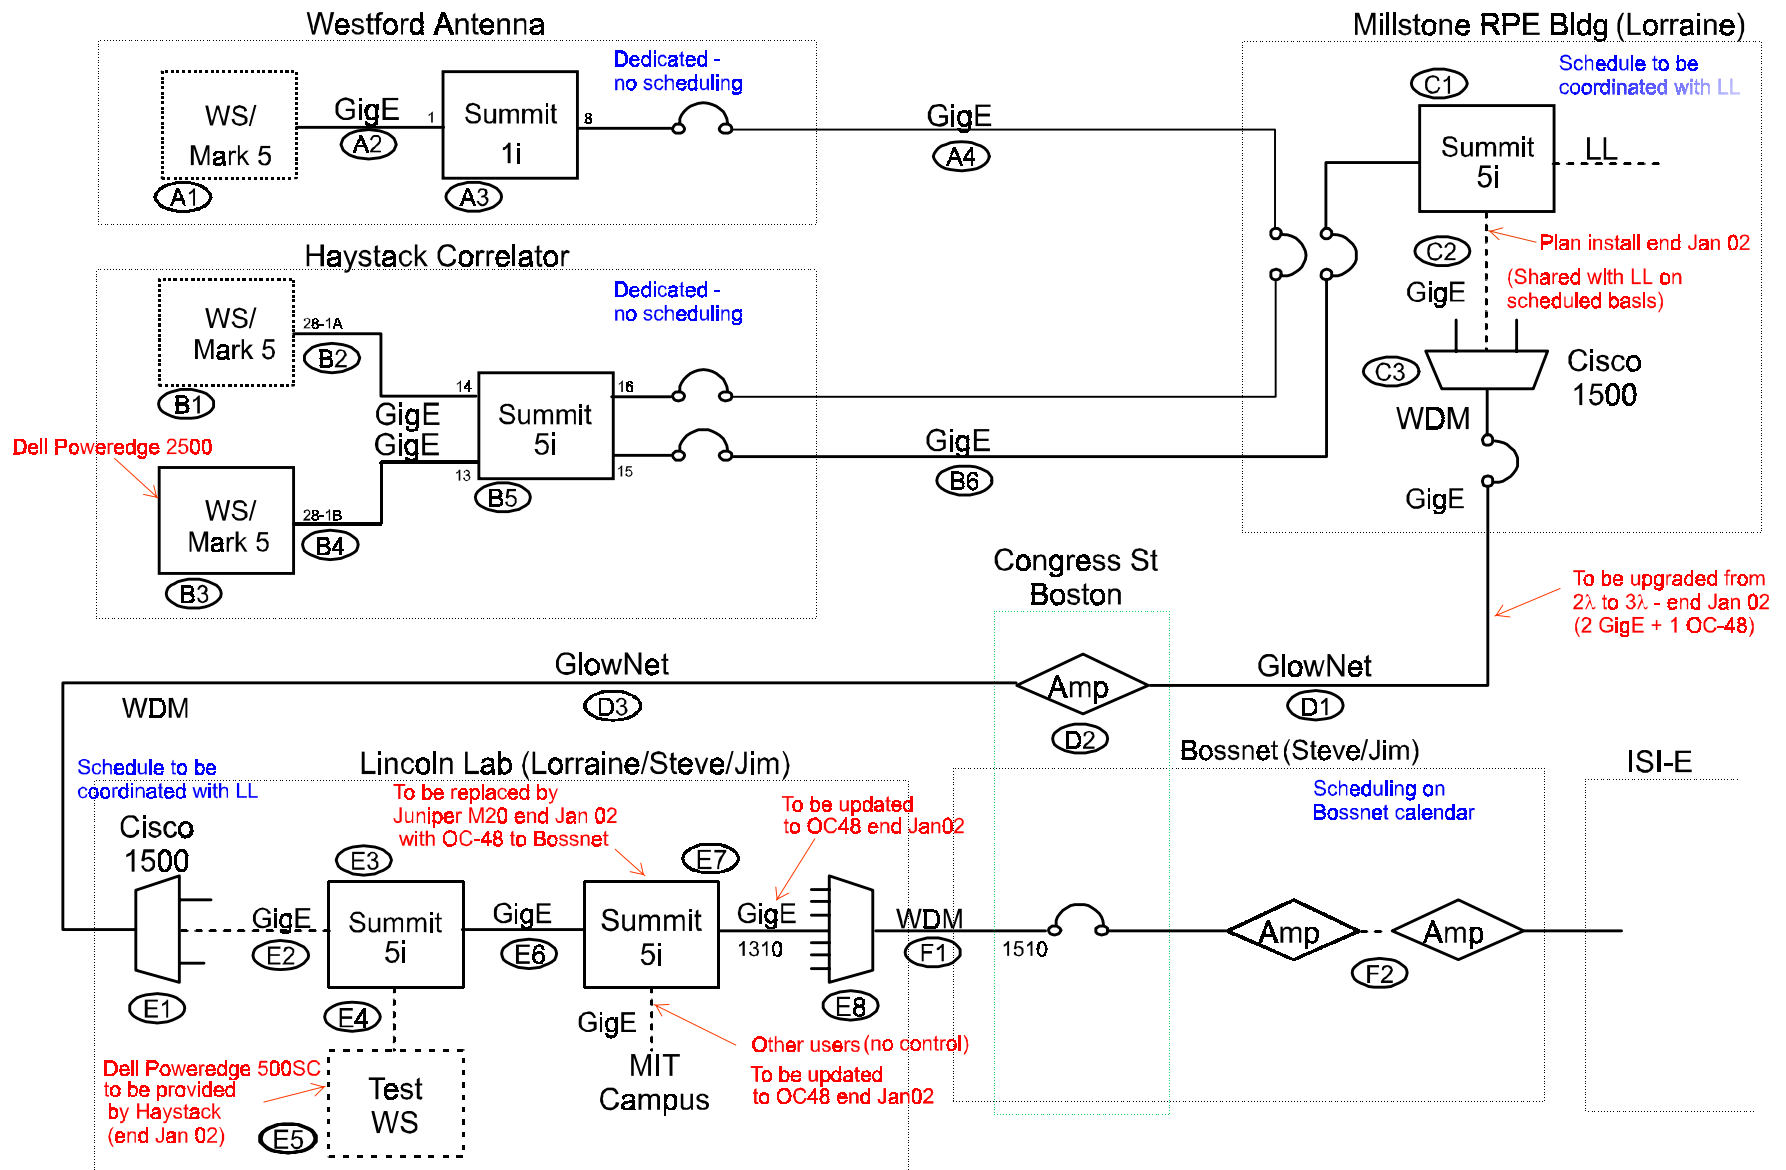 Westford Antenna
Dedicated -
no scheduling
WS/
Mark 5
A1
GigE
A2
1
Summit
1i
A3
8
GigE
A4
Millstone RPE Bldg (Lorraine)
Schedule to be
coordinated with LL
C1
Summit
5i
LL
Plan install end Jan 02
C2
GigE
(Shared with LL on
scheduled basis)
C3
Cisco
1500
WDM
GigE
Haystack Correlator
Dedicated -
no scheduling
WS/
Mark 5
B1
28-1A
B2
14
GigE
GigE
13
Summit
5i
B5
16
15
GigE
B6
Dell Poweredge 2500
WS/
Mark 5
B3
28-1B
B4
To be upgraded from
2λ to 3λ - end Jan 02
(2 GigE + 1 OC-48)
Congress St
Boston
GlowNet
D3
WDM
Amp
D2
GlowNet
D1
Schedule to be
coordinated with LL
Lincoln Lab (Lorraine/Steve/Jim)
To be replaced by
Juniper M20 end Jan 02
with OC-48 to Bossnet
To be updated
to OC48 end Jan02
Cisco
1500
E1
GigE
E2
E3
Summit
5i
E4
GigE
E6
E7
Summit
5i
GigE
1310
E8
GigE
MIT
Campus
Other users (no control)
To be updated
to OC48 end Jan02
Dell Poweredge 500SC
to be provided
by Haystack
(end Jan 02)
Test
WS
E5
Bossnet (Steve/Jim)
Scheduling on
Bossnet calendar
WDM
F1
1510
Amp
Amp
F2
ISI-E